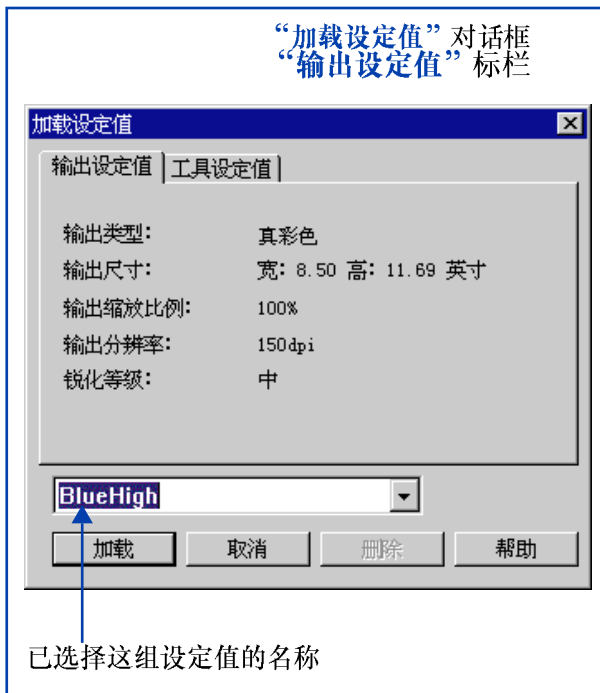 “加载设定值” 对话框
“输出设定值” 标栏
加载设定值
输出设定值 工具设定值
输出类型： 真彩色
输出尺寸： 宽：8.50 高：11.69 英寸
输出缩放比例： 100%
输出分辨率： 150dpi
锐化等级： 中
BlueHigh
加载 取消 删除 帮助
已选择这组设定值的名称